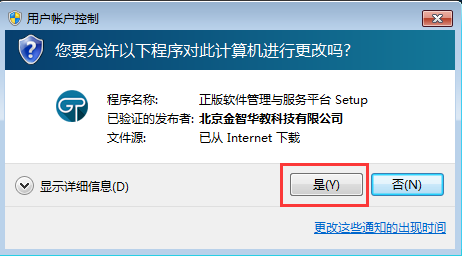 用户帐户控制
您要允许以下程序对此计算机进行更改吗?
程序名称: 正版软件管理与服务平台 Setup
已验证的发布者: 北京金智华教科技有限公司
文件源: 已从 Internet 下载
显示详细信息(D) 是(Y) 否(N)
更改这些通知的出现时间